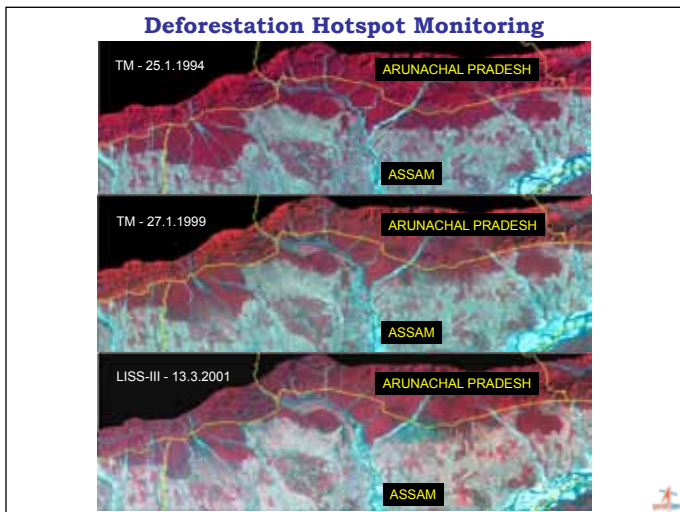 Deforestation Hotspot Monitoring
TM - 25.1.1994
ARUNACHAL PRADESH
ASSAM
TM - 27.1.1999
ARUNACHAL PRADESH
ASSAM
LISS-III - 13.3.2001
ARUNACHAL PRADESH
ASSAM